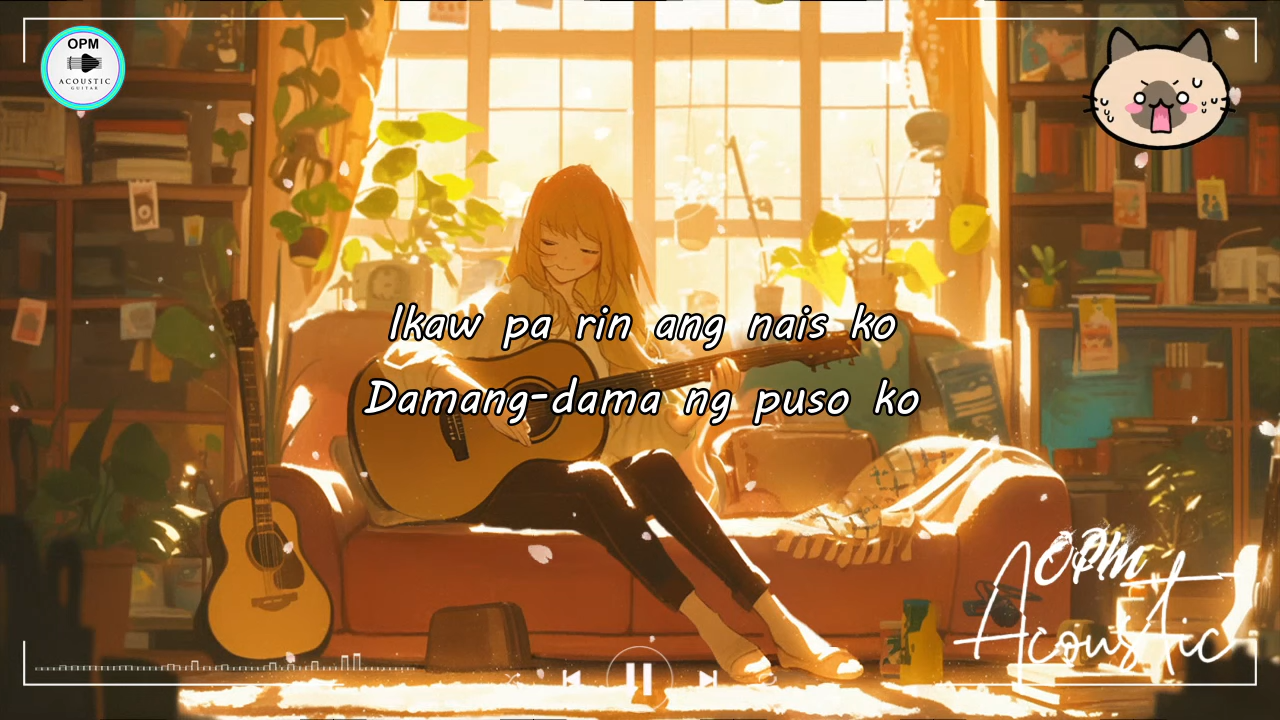 OPM
ACOUSTIC
GUITAR
Ikaw pa rin ang nais ko
Damang-dama ng puso ko
OPM
Acoustic